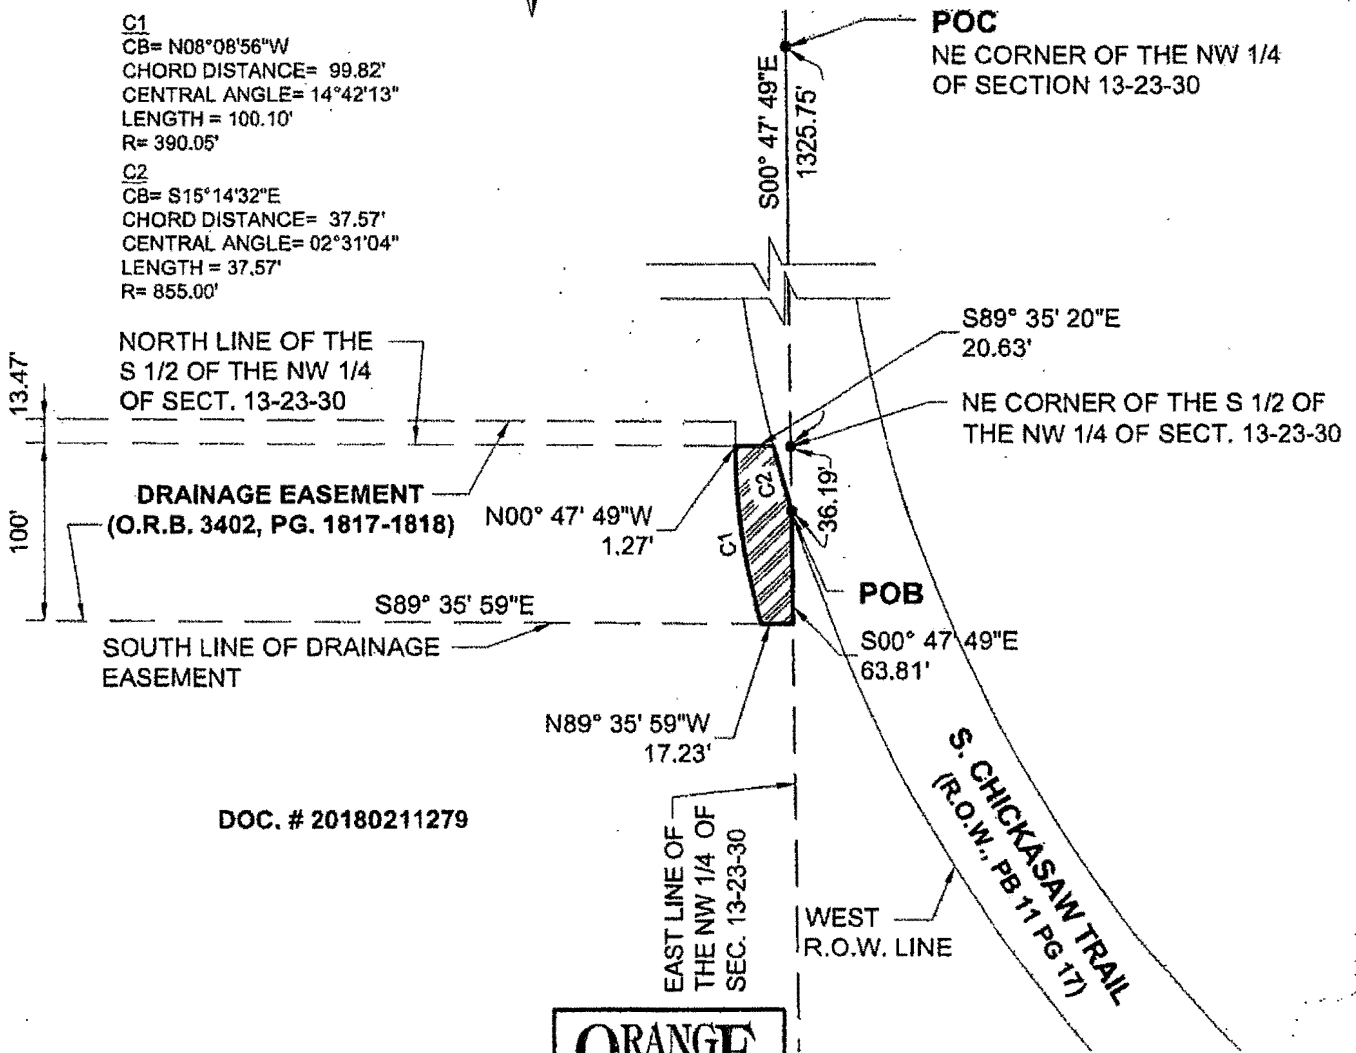 C1
CB= N08°08'56"W
CHORD DISTANCE= 99.82'
CENTRAL ANGLE= 14°42'13"
LENGTH = 100.10'
R= 390.05'
C2
CB= S15°14'32"E
CHORD DISTANCE= 37.57'
CENTRAL ANGLE= 02°31'04"
LENGTH = 37.57'
R= 855.00'
POC
NE CORNER OF THE NW 1/4
OF SECTION 13-23-30
S00° 47' 49"E
1325.75'
NORTH LINE OF THE
S 1/2 OF THE NW 1/4
OF SECT. 13-23-30
S89° 35' 20"E
20.63'
NE CORNER OF THE S 1/2 OF
THE NW 1/4 OF SECT. 13-23-30
13.47'
100'
DRAINAGE EASEMENT
(O.R.B. 3402, PG. 1817-1818)
N00° 47' 49"W
1.27'
C1
C2
36.19'
POB
S89° 35' 59"E
SOUTH LINE OF DRAINAGE
EASEMENT
S00° 47' 49"E
63.81'
N89° 35' 59"W
17.23'
DOC. # 20180211279
EAST LINE OF
THE NW 1/4 OF
SEC. 13-23-30
WEST
R.O.W. LINE
S. CHICKASAW TRAIL
(R.O.W., PB 11 PG 17)
ORANGE